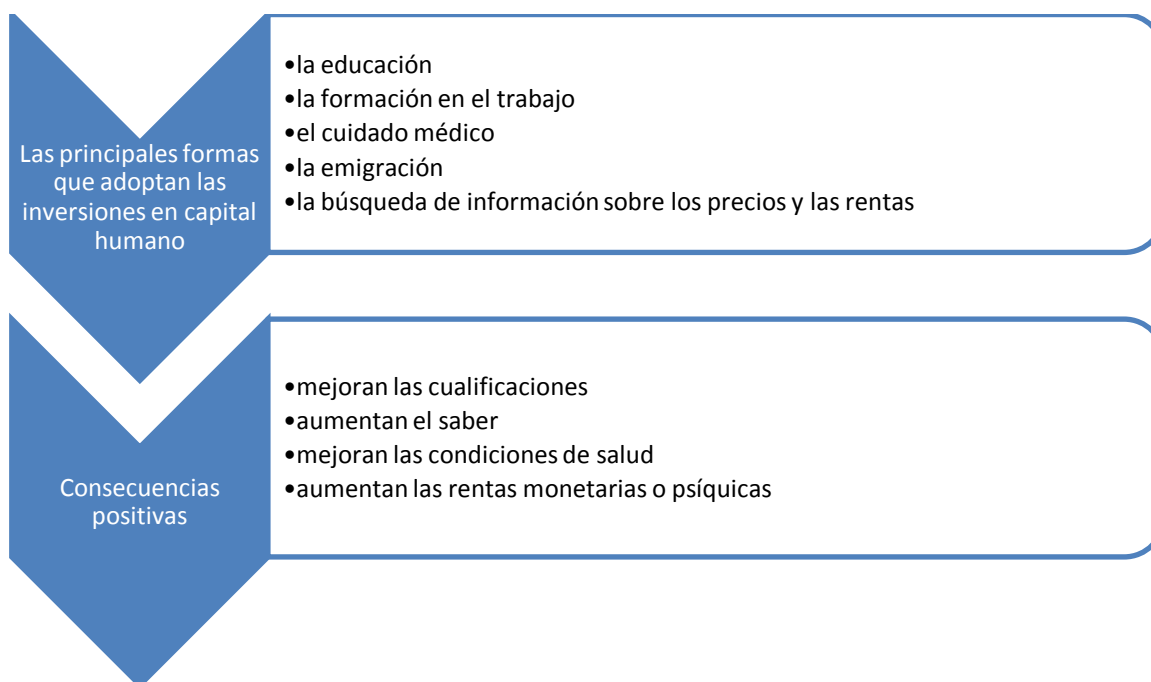 Las principales formas
que adoptan las
inversiones en capital
humano
•la educación
•la formación en el trabajo
•el cuidado médico
•la emigración
•la búsqueda de información sobre los precios y las rentas
Consecuencias
positivas
•mejoran las cualificaciones
•aumentan el saber
•mejoran las condiciones de salud
•aumentan las rentas monetarias o psíquicas